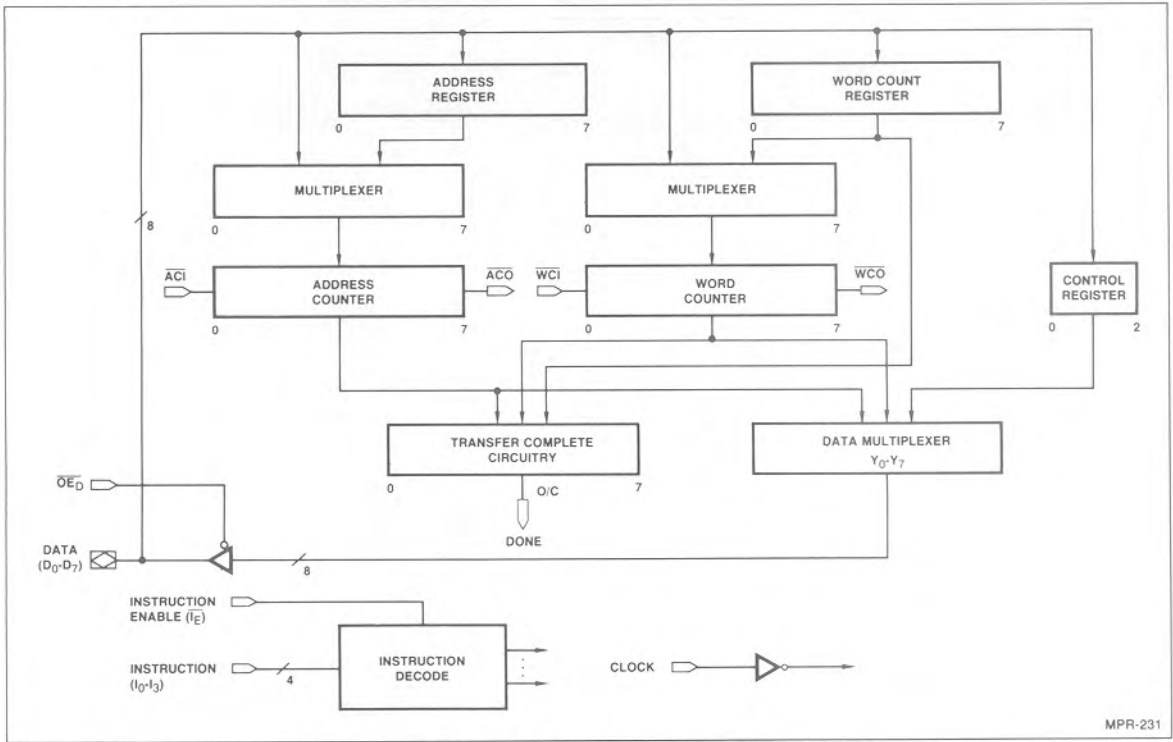 ADDRESS
REGISTER
0 7
WORD COUNT
REGISTER
0 7
MULTIPLEXER
0 7
MULTIPLEXER
0 7
8
ACI
ADDRESS
COUNTER
0 7
ACO
WCI
WORD
COUNTER
0 7
WCO
CONTROL
REGISTER
0 2
TRANSFER COMPLETE
CIRCUITRY
0 7
O/C
DONE
DATA MULTIPLEXER
Y0-Y7
OED
DATA
(D0-D7)
8
INSTRUCTION
ENABLE (IE)
INSTRUCTION
(I0-I3)
4
INSTRUCTION
DECODE
CLOCK
MPR-231